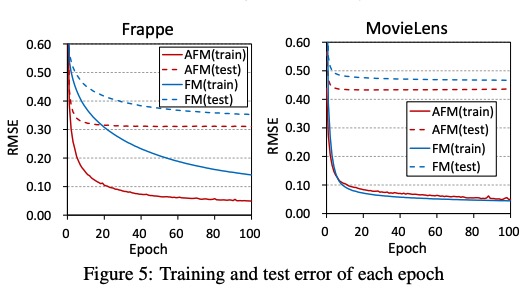 Frappe
0.60
0.50
0.40
0.30
0.20
0.10
0.00
RMSE
AFM(train)
AFM(test)
FM(train)
FM(test)
0 20 40 60 80 100
Epoch
MovieLens
0.60
0.50
0.40
0.30
0.20
0.10
0.00
RMSE
AFM(train)
AFM(test)
FM(train)
FM(test)
0 20 40 60 80 100
Epoch
Figure 5: Training and test error of each epoch